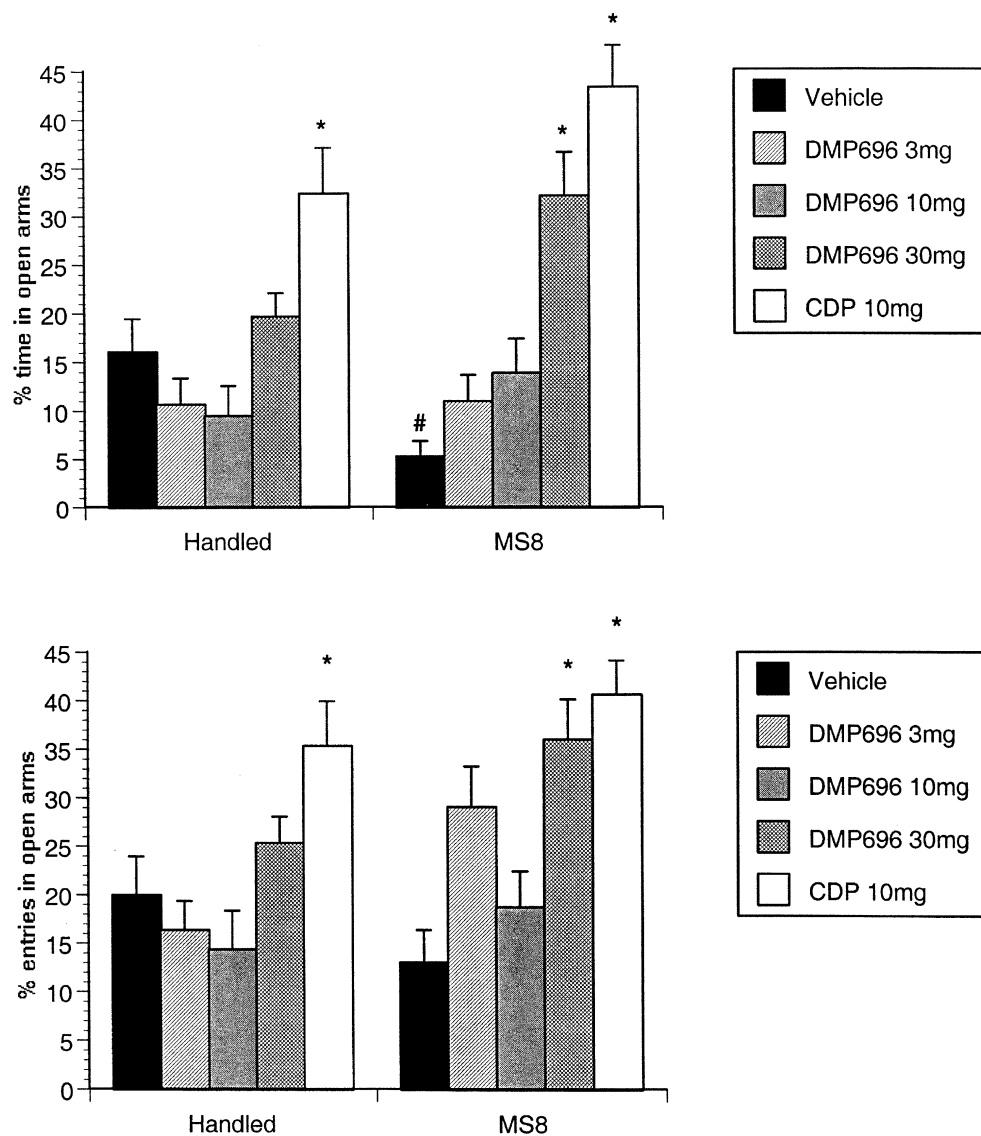 *
45
40
35
30
25
20
15
10
5
0
% time in open arms
*
*
#
Handled
MS8
Vehicle
DMP696 3mg
DMP696 10mg
DMP696 30mg
CDP 10mg
*
45
40
35
30
25
20
15
10
5
0
% entries in open arms
*
*
Handled
MS8
Vehicle
DMP696 3mg
DMP696 10mg
DMP696 30mg
CDP 10mg